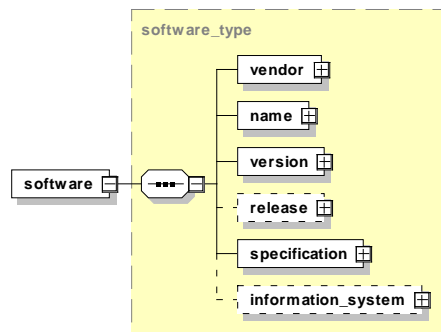 software_type
vendor
name
version
software
release
specification
information_system